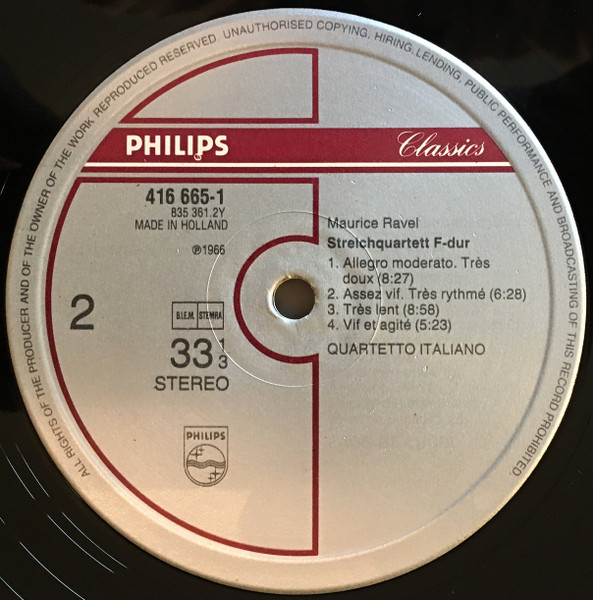 ALL RIGHTS OF THE PRODUCER AND OF THE OWNER OF THE WORK REPRODUCED RESERVED. UNAUTHORISED COPYING, HIRING, LENDING, PUBLIC PERFORMANCE AND BROADCASTING OF THIS RECORD PROHIBITED.
PHILIPS Classics
416 665-1
835 361.2Y
MADE IN HOLLAND
℗1966
2
B.I.E.M. STEMRA
33 1/3
STEREO
PHILIPS
Maurice Ravel
Streichquartett F-dur
1. Allegro moderato. Très
doux (8:27)
2. Assez vif. Très rythmé (6:28)
3. Très lent (8:58)
4. Vif et agité (5:23)
QUARTETTO ITALIANO